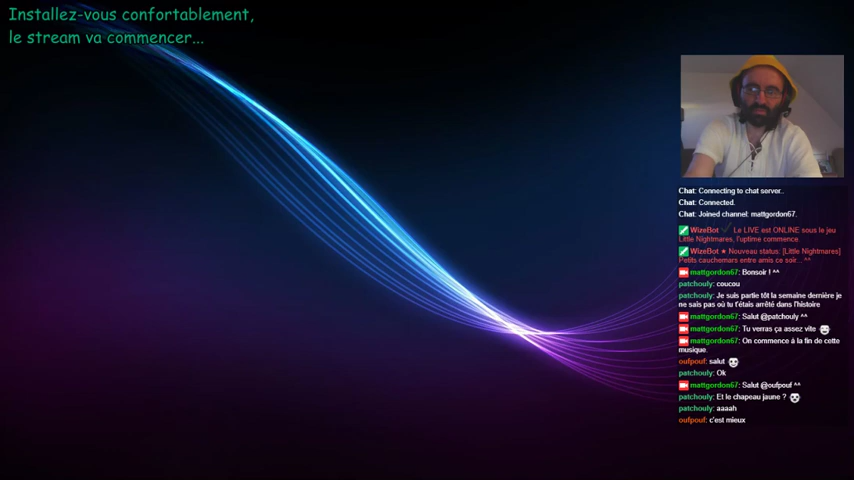 Installez-vous confortablement,
le stream va commencer...
Chat: Connecting to chat server..
Chat: Connected.
Chat: Joined channel: mattgordon67.
WizeBot Le LIVE est ONLINE sous le jeu
Little Nightmares, l'uptime commence.
WizeBot ★ Nouveau status: [Little Nightmares]
Petits cauchemars entre amis ce soir... ^^
mattgordon67: Bonsoir ! ^^
patchouly: coucou
patchouly: Je suis partie tôt la semaine dernière je
ne sais pas où tu t'étais arrêté dans l'histoire
mattgordon67: Salut @patchouly ^^
mattgordon67: Tu verras ça assez vite
mattgordon67: On commence à la fin de cette
musique.
oufpouf: salut
patchouly: Ok
mattgordon67: Salut @oufpouf ^^
patchouly: Et le chapeau jaune ?
patchouly: aaaah
oufpouf: c'est mieux